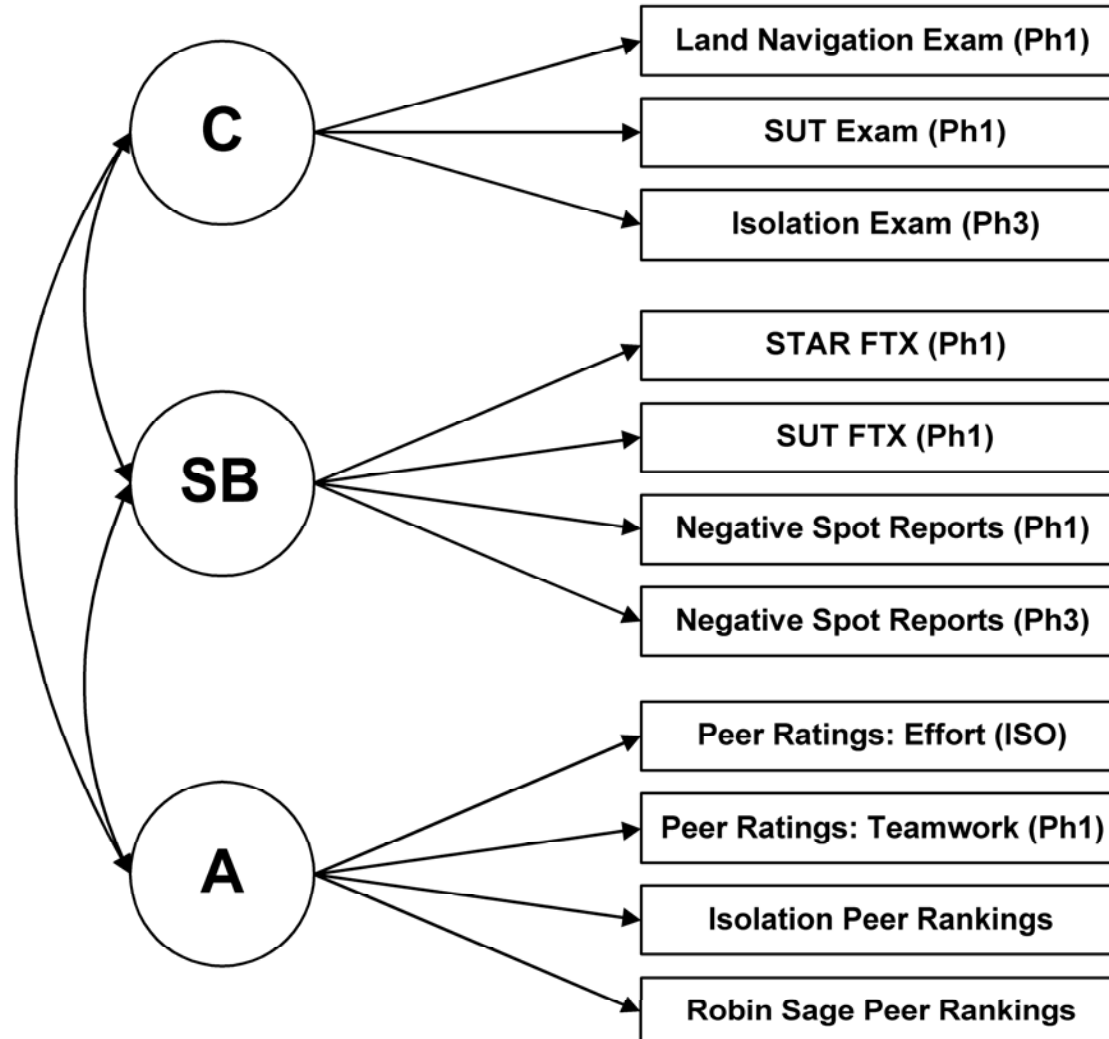 C
Land Navigation Exam (Ph1)
SUT Exam (Ph1)
Isolation Exam (Ph3)
SB
STAR FTX (Ph1)
SUT FTX (Ph1)
Negative Spot Reports (Ph1)
Negative Spot Reports (Ph3)
A
Peer Ratings: Effort (ISO)
Peer Ratings: Teamwork (Ph1)
Isolation Peer Rankings
Robin Sage Peer Rankings